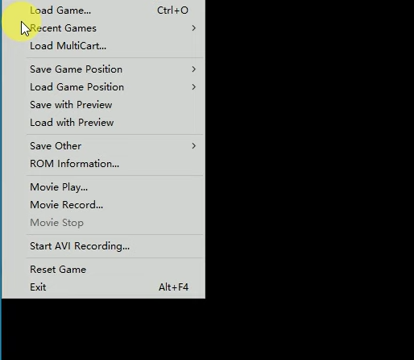 Load Game... Ctrl+O
Recent Games
Load MultiCart...
Save Game Position
Load Game Position
Save with Preview
Load with Preview
Save Other
ROM Information...
Movie Play...
Movie Record...
Movie Stop
Start AVI Recording...
Reset Game
Exit Alt+F4